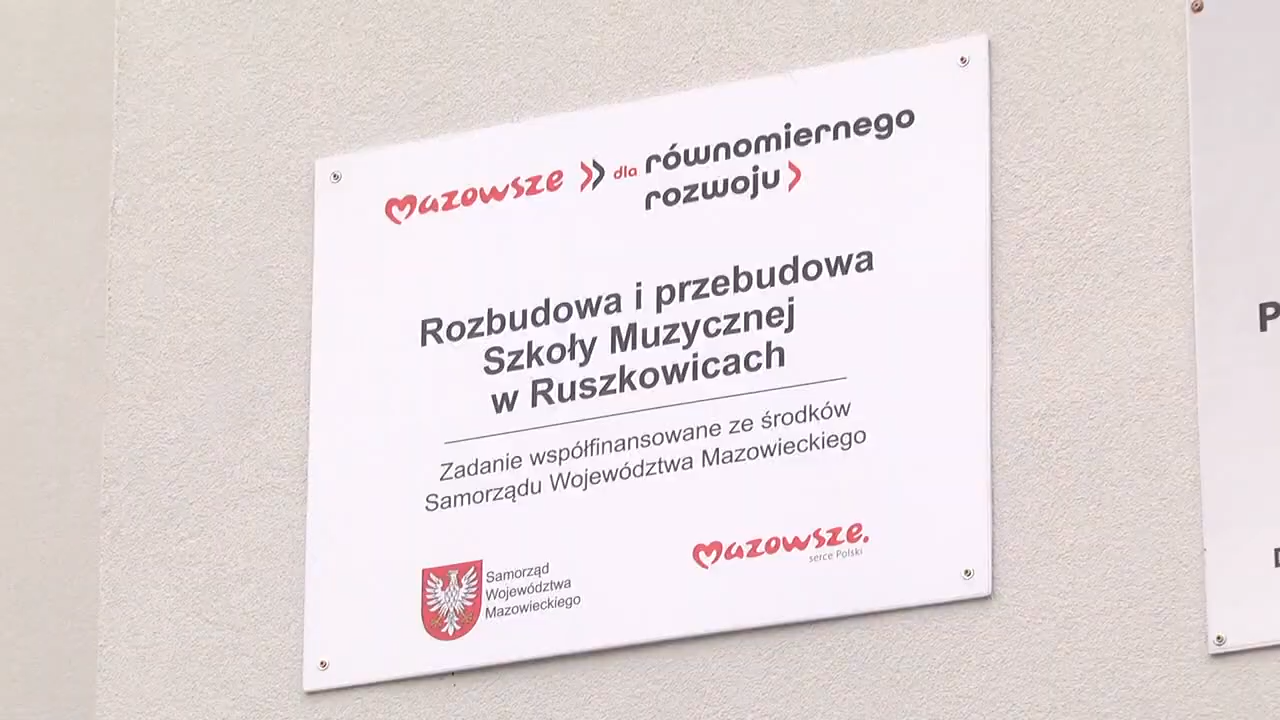 Mazowsze dla równomiernego
rozwoju
Rozbudowa i przebudowa
Szkoły Muzycznej
w Ruszkowicach
Zadanie współfinansowane ze środków
Samorządu Województwa Mazowieckiego
Samorząd
Województwa
Mazowieckiego
Mazowsze.
serce Polski